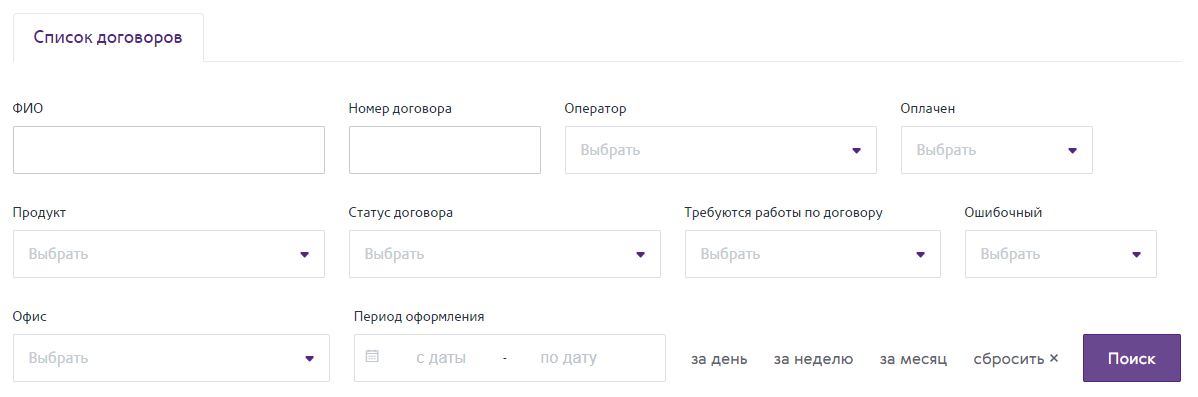 Список договоров
ФИО Номер договора Оператор Оплачен
Выбрать Выбрать
Продукт Статус договора Требуются работы по договору Ошибочный
Выбрать Выбрать Выбрать Выбрать
Офис Период оформления
Выбрать с даты - по дату за день за неделю за месяц сбросить × Поиск